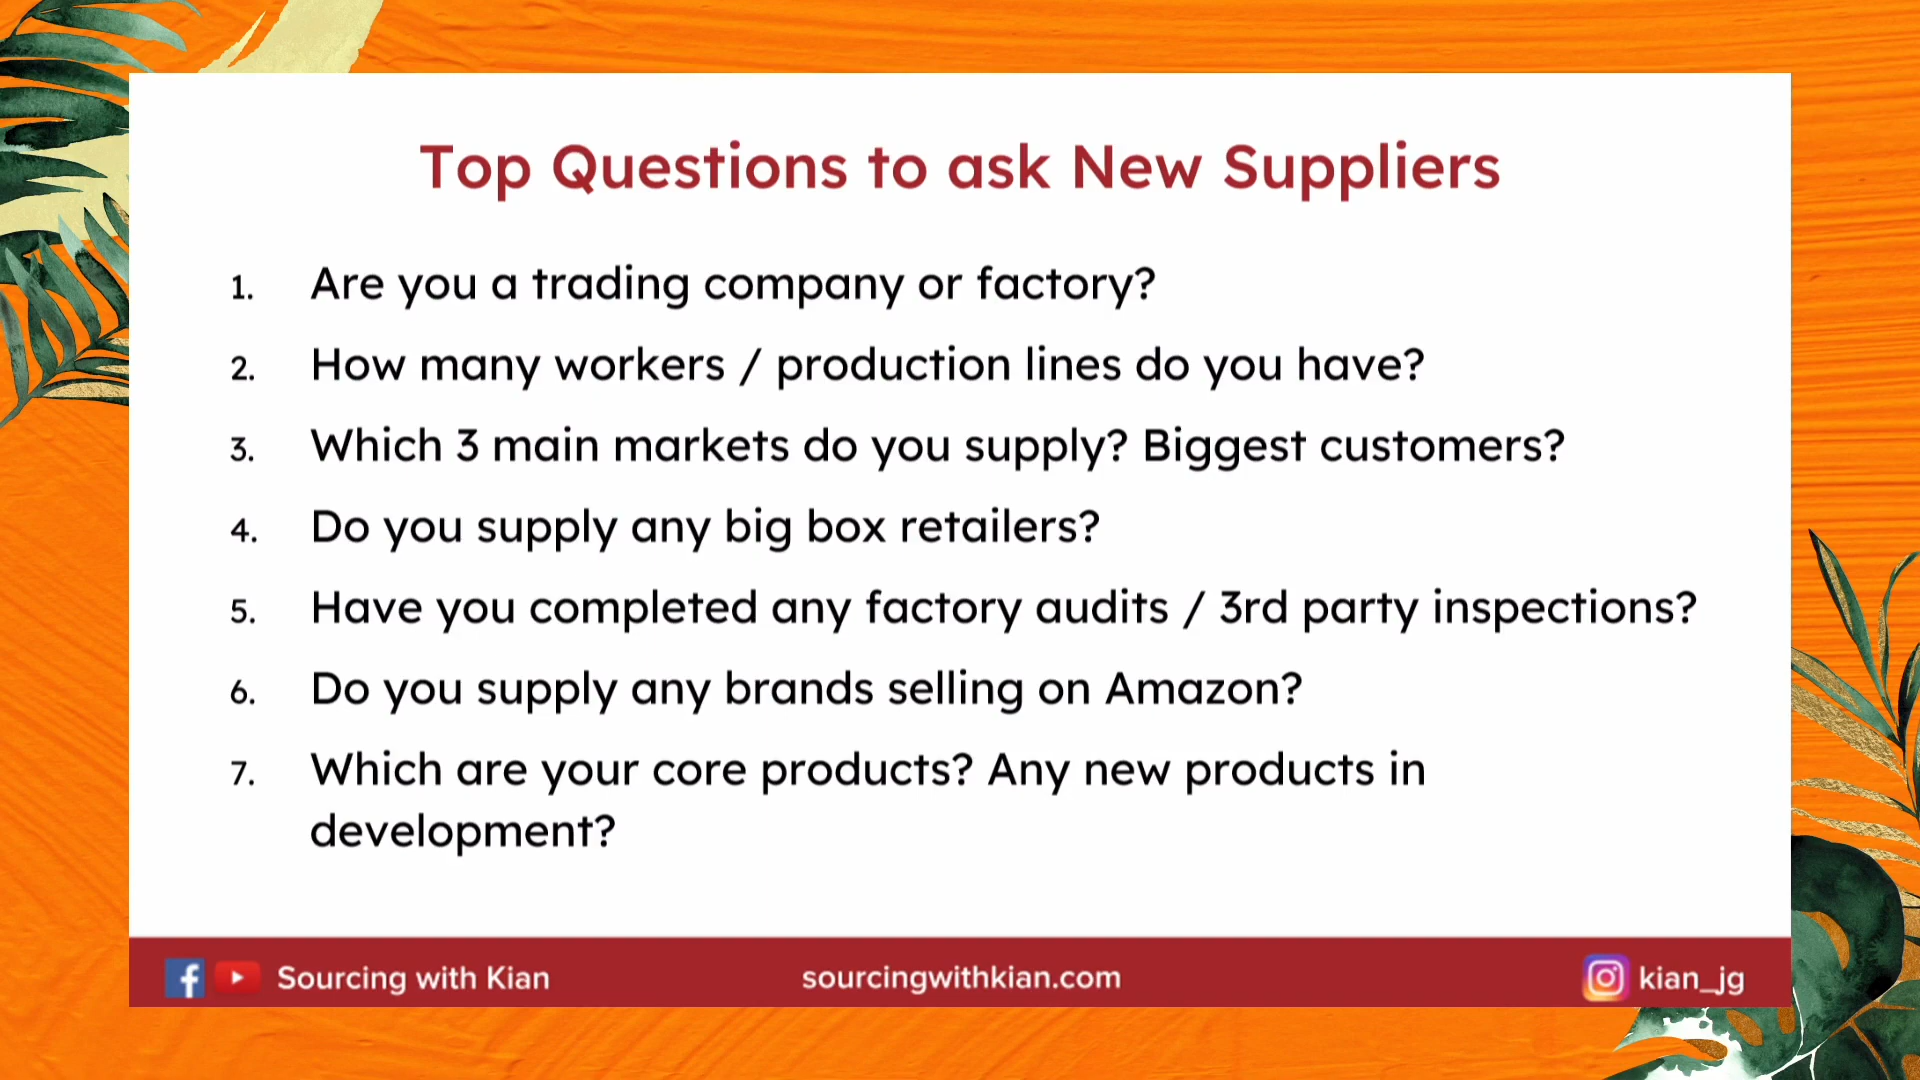 Top Questions to ask New Suppliers
1. Are you a trading company or factory?
2. How many workers / production lines do you have?
3. Which 3 main markets do you supply? Biggest customers?
4. Do you supply any big box retailers?
5. Have you completed any factory audits / 3rd party inspections?
6. Do you supply any brands selling on Amazon?
7. Which are your core products? Any new products in
development?
Sourcing with Kian
sourcingwithkian.com
kian_jg